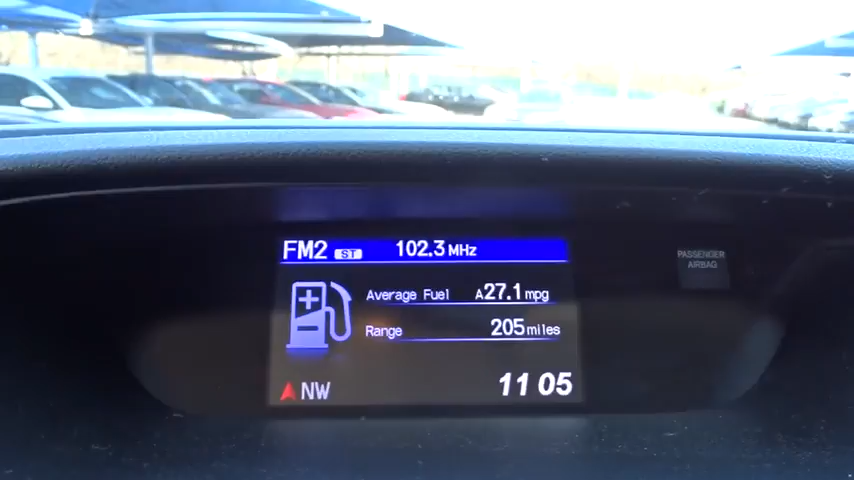 FM2 ST 102.3 MHz
Average Fuel A27.1 mpg
Range 205 miles
NW 11 05
PASSENGER
AIRBAG